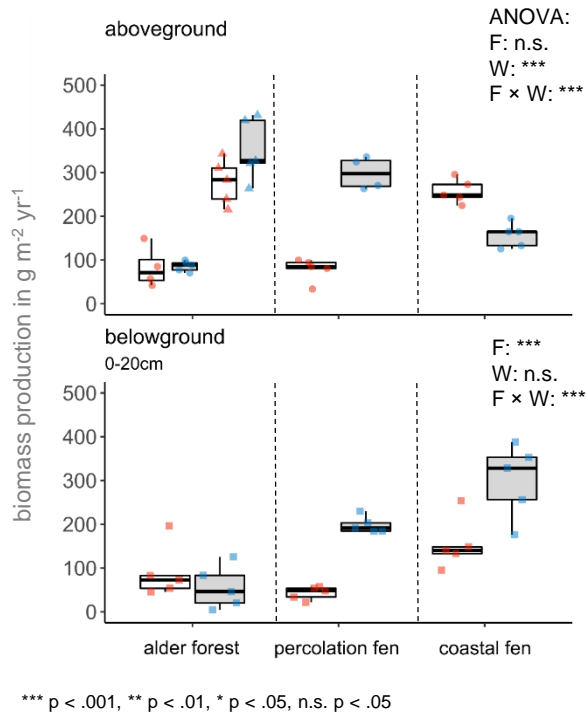 aboveground
ANOVA:
F: n.s.
W: ***
F × W: ***
500
400
300
200
100
0
biomass production in g m⁻² yr⁻¹
belowground
0-20cm
F: ***
W: n.s.
F × W: ***
500
400
300
200
100
0
alder forest percolation fen coastal fen
*** p < .001, ** p < .01, * p < .05, n.s. p < .05